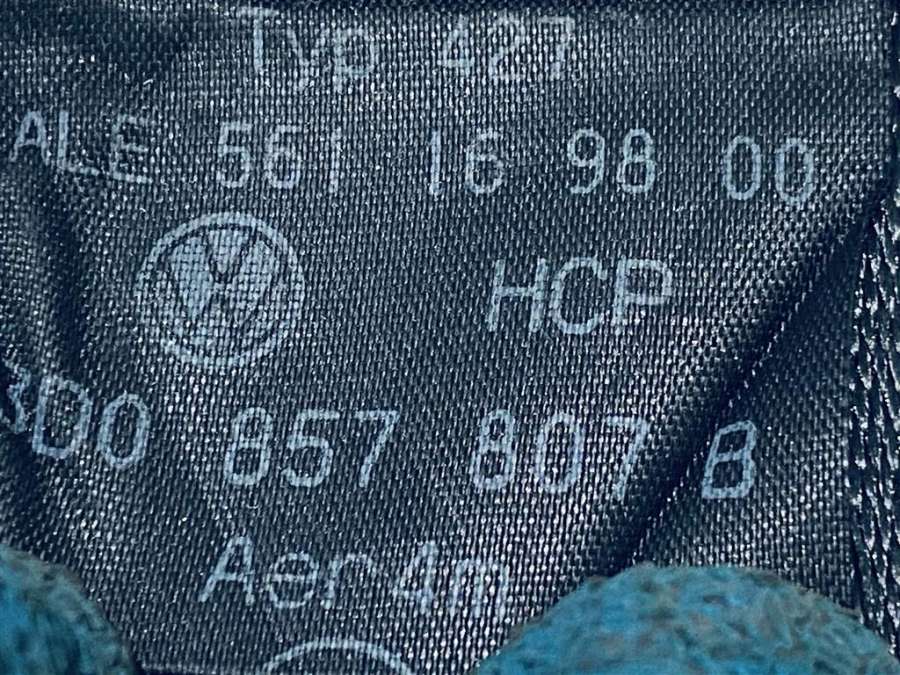 Typ 427
ALE 561 16 98 00
HCP
3D0 857 807 B
Aer4m